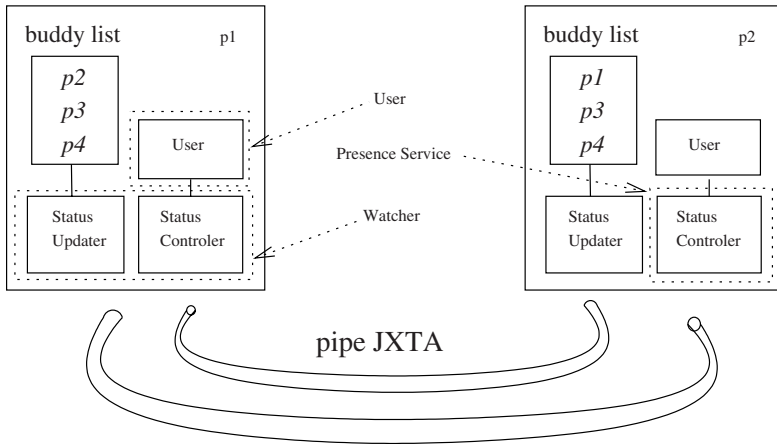 buddy list
p1
p2
p3
p4
User
Status
Updater
Status
Controler
User
Presence Service
Watcher
buddy list
p2
p1
p3
p4
User
Status
Updater
Status
Controler
pipe JXTA